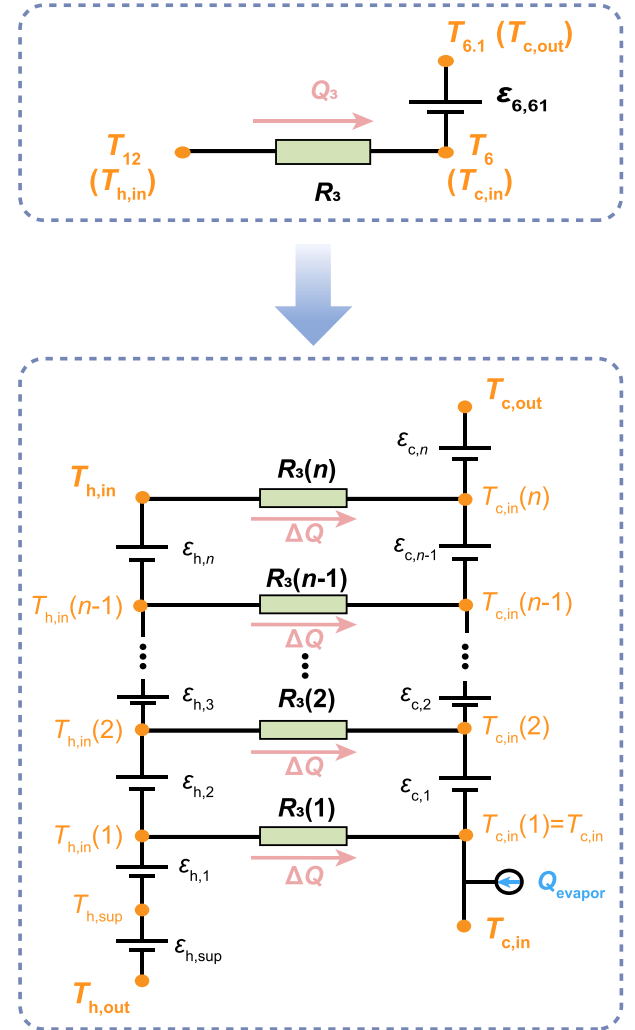 T6.1 (Tc,out)
Q3
ε6,61
T12
(Th,in)
T6
(Tc,in)
R3
Tc,out
εc,n
R3(n)
Th,in
Tc,in(n)
ΔQ
εh,n
εc,n-1
R3(n-1)
Th,in(n-1)
Tc,in(n-1)
ΔQ
εh,3
R3(2)
εc,2
Th,in(2)
Tc,in(2)
ΔQ
εh,2
εc,1
R3(1)
Th,in(1)
Tc,in(1)=Tc,in
εh,1
ΔQ
Qevapor
Th,sup
Tc,in
εh,sup
Th,out